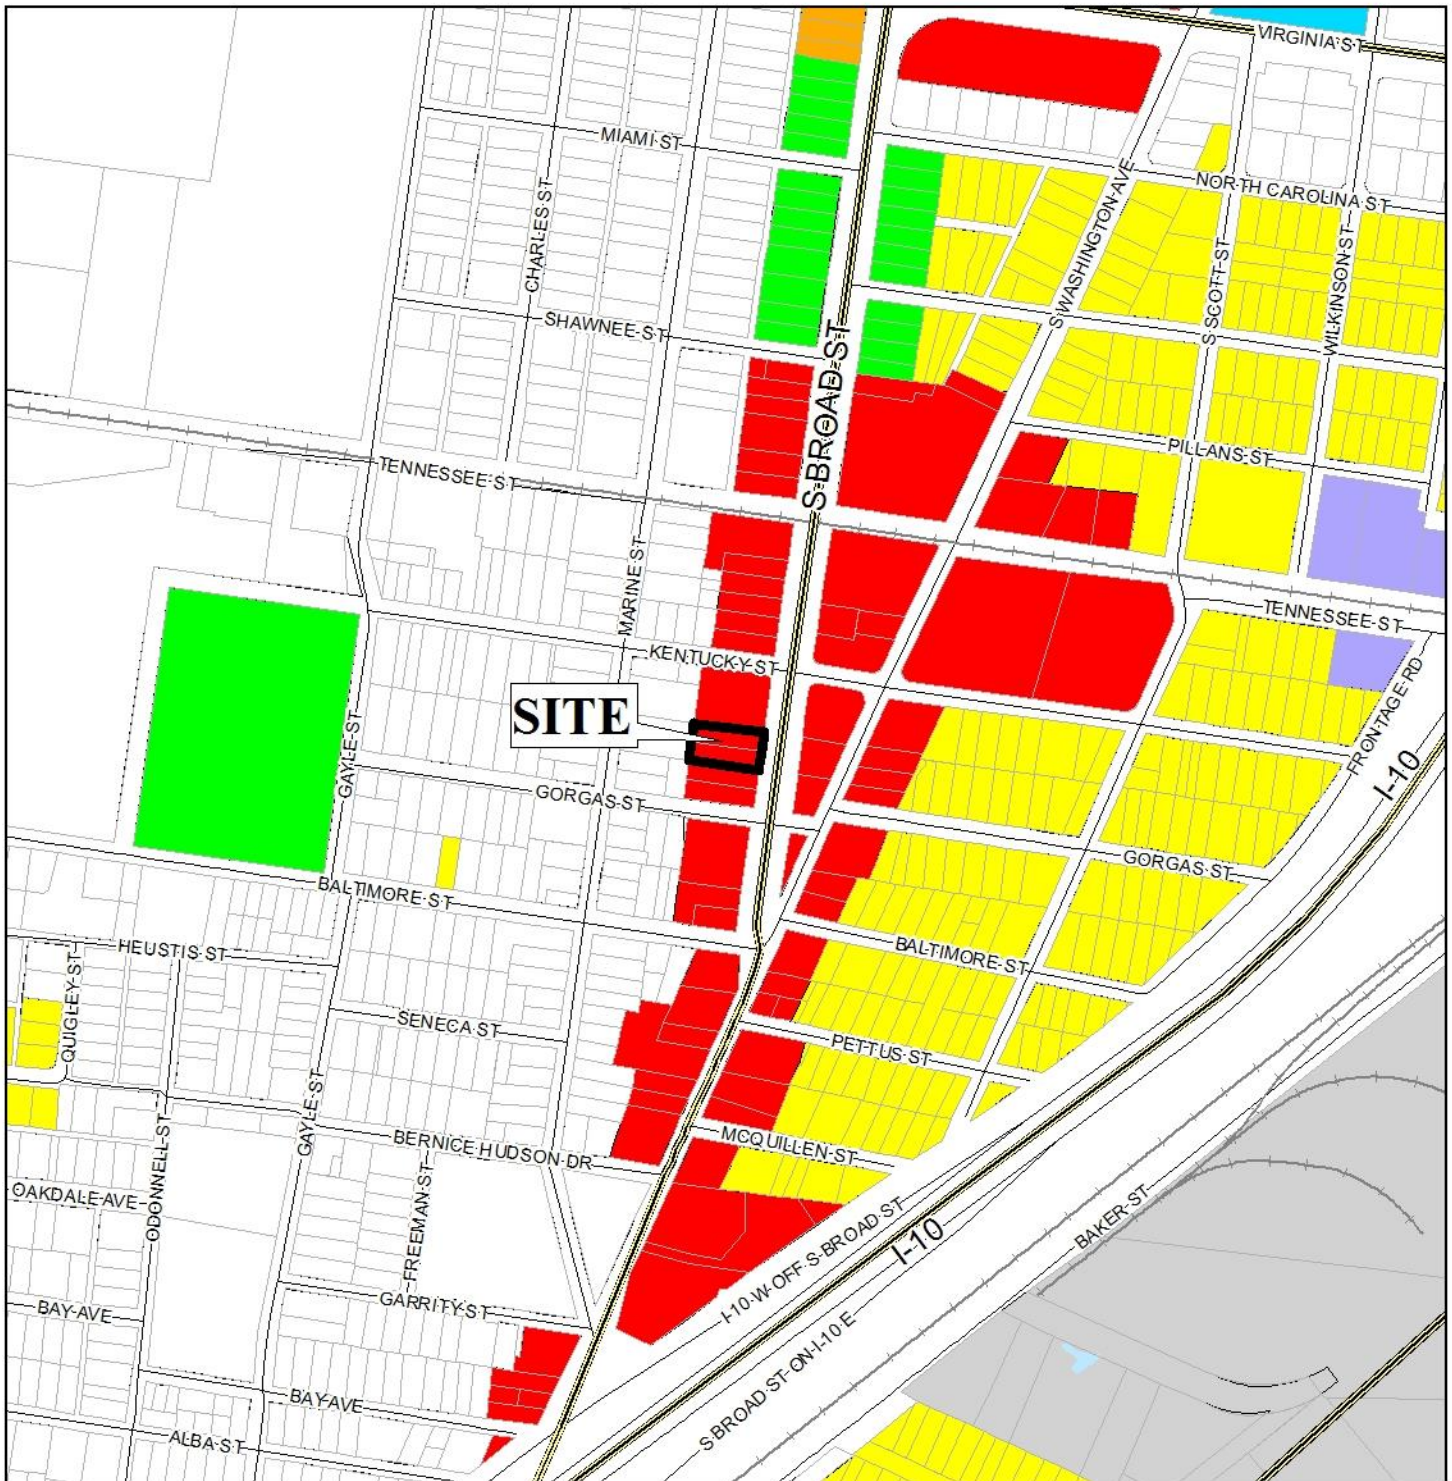 VIRGINIA ST
MIAMI ST
S WASHINGTON AVE
NORTH CAROLINA ST
CHARLES ST
S SCOTT ST
WILKINSON ST
SHAWNEE ST
S BROAD ST
PILLANS ST
TENNESSEE ST
MARINE ST
TENNESSEE ST
KENTUCKY ST
FRONTAGE RD
SITE
GAYLE ST
I-10
GORGAS ST
GORGAS ST
BALTIMORE ST
HEUSTIS ST
BALTIMORE ST
QUIGLEY ST
SENECA ST
PETTUS ST
GAYLE ST
ODONNELL ST
BERNICE HUDSON DR
MCQUILLEN ST
OAKDALE AVE
FREEMAN ST
I-10 W OFF S BROAD ST
I-10
BAKER ST
BAY AVE
GARRITY ST
S BROAD ST ON I-10 E
BAY AVE
ALBA ST